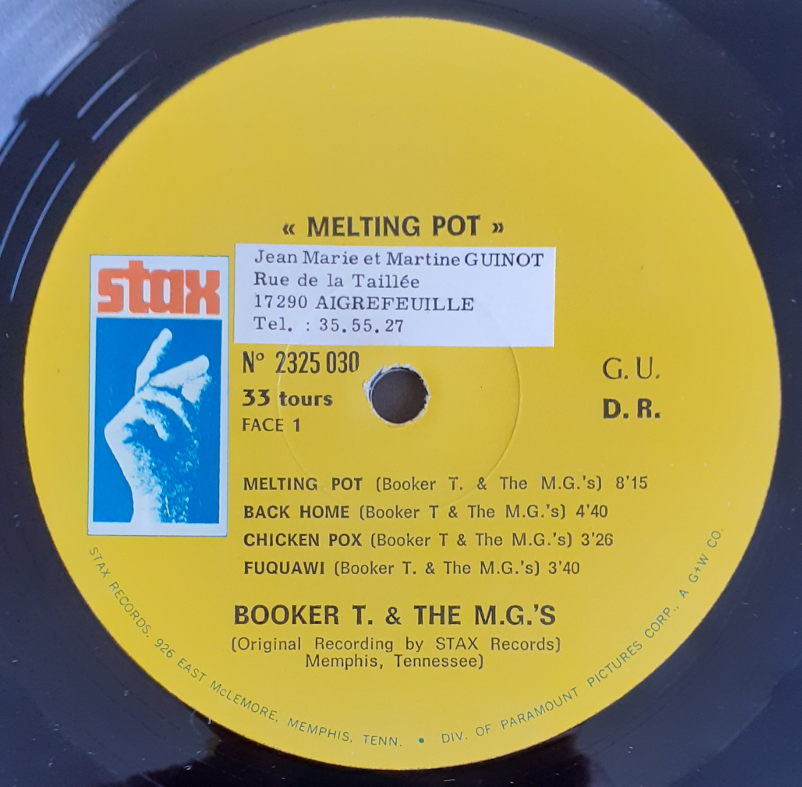 « MELTING POT »
stax
Jean Marie et Martine GUINOT
Rue de la Taillée
17290 AIGREFEUILLE
Tel. : 35.55.27
N° 2325 030
33 tours
FACE 1
G. U.
D. R.
MELTING POT (Booker T. & The M.G.'s) 8'15
BACK HOME (Booker T & The M.G.'s) 4'40
CHICKEN POX (Booker T. & The M.G.'s) 3'26
FUQUAWI (Booker T. & The M.G.'s) 3'40
BOOKER T. & THE M.G.'S
(Original Recording by STAX Records)
Memphis, Tennessee)
STAX RECORDS, 926 EAST McLEMORE, MEMPHIS, TENN. • DIV. OF PARAMOUNT PICTURES CORP., A G+W CO.